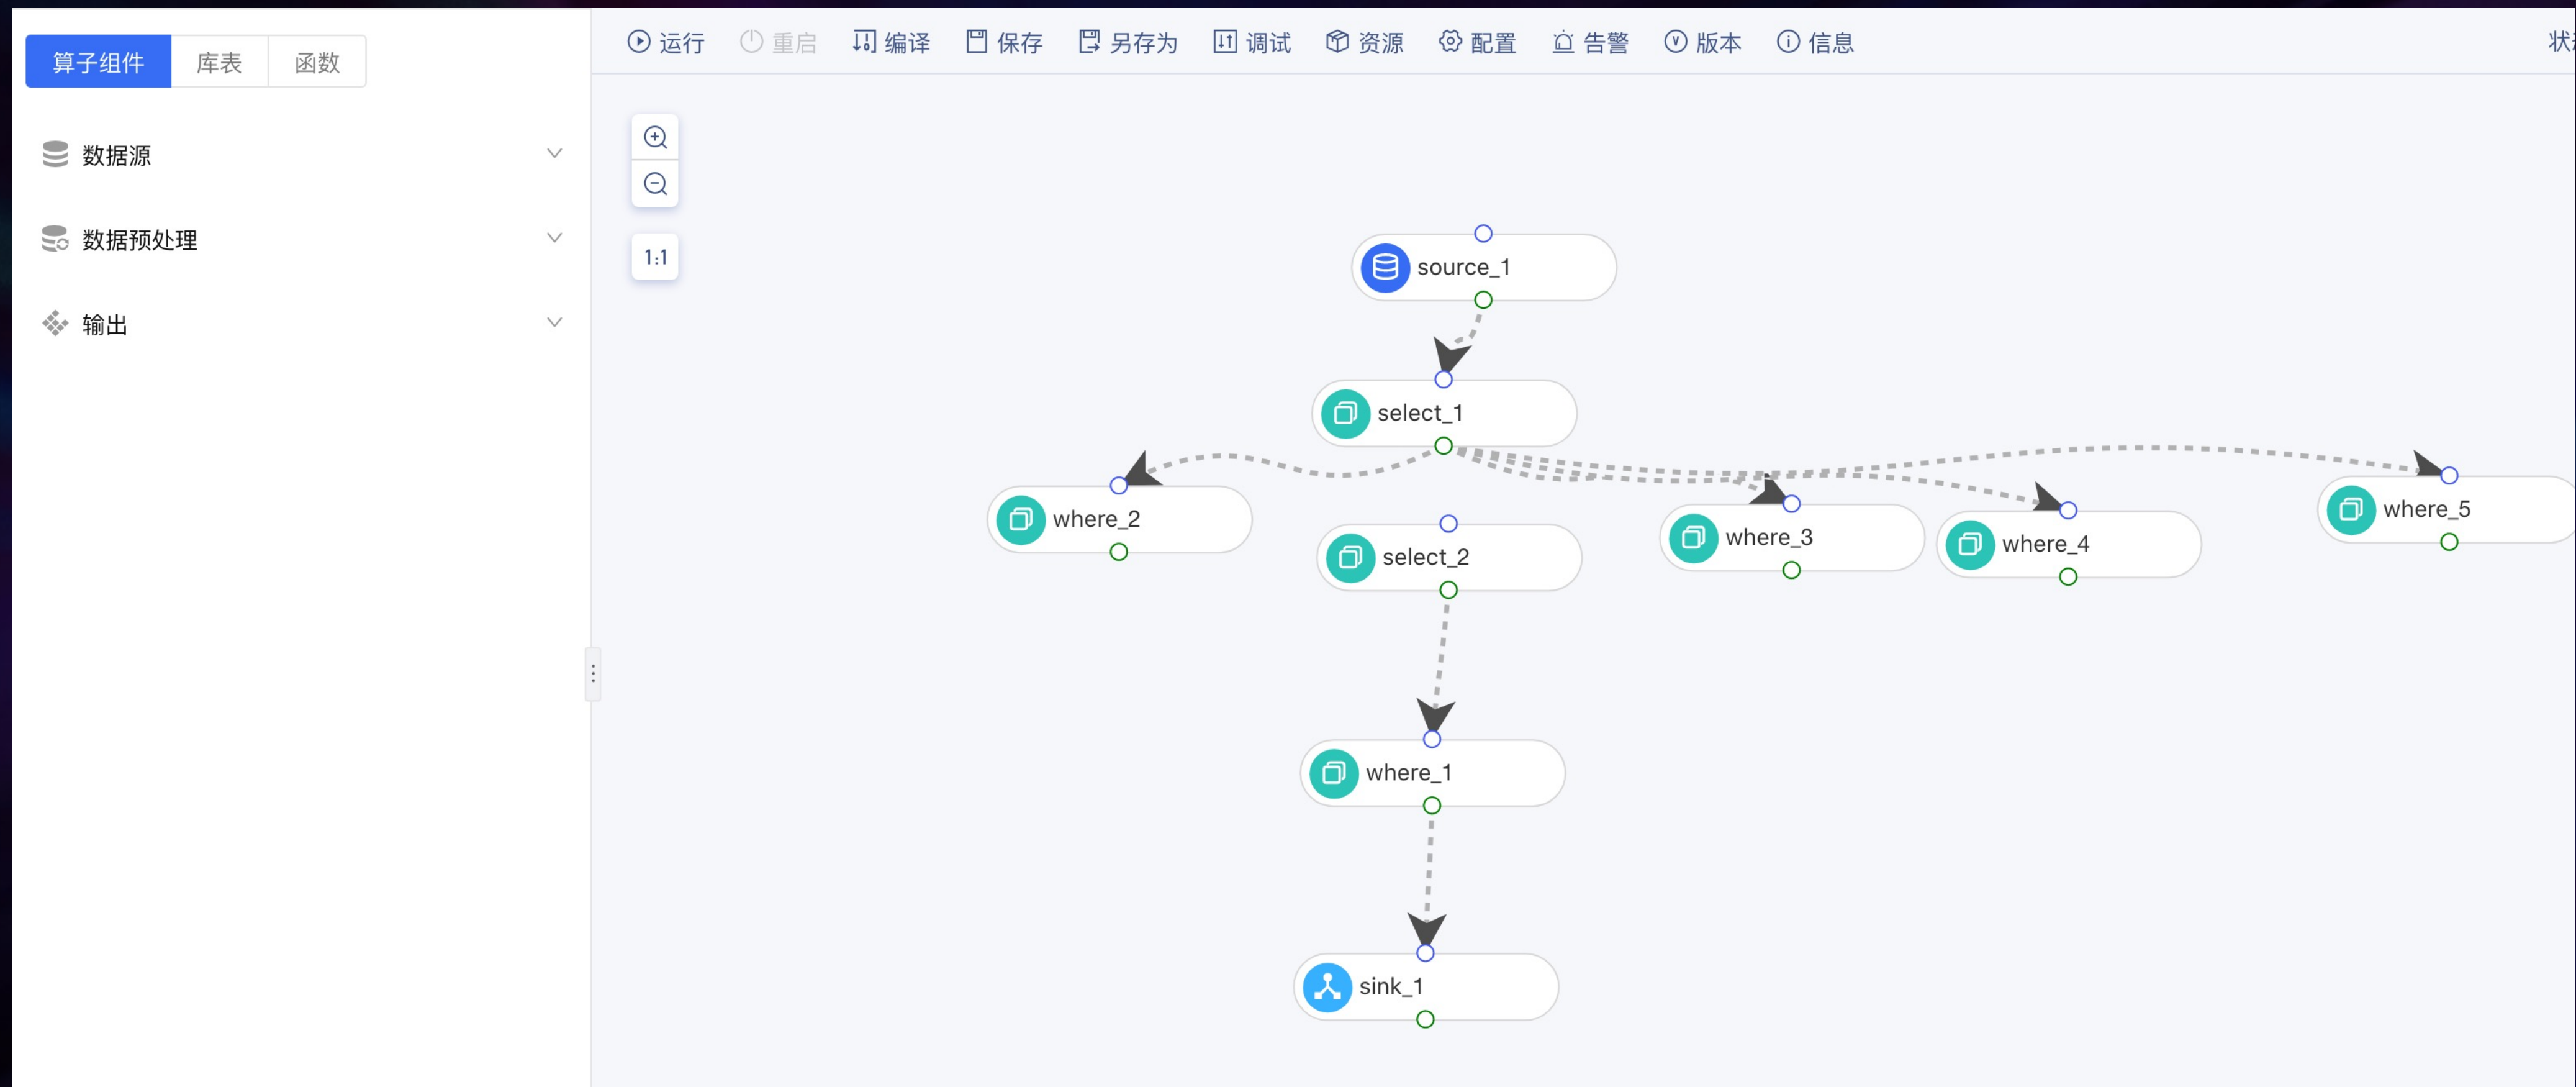 算子组件 库表 函数
数据源
数据预处理
输出
运行 重启 编译 保存 另存为 调试 资源 配置 告警 版本 信息
1:1
source_1
select_1
where_2
select_2
where_3
where_4
where_5
where_1
sink_1